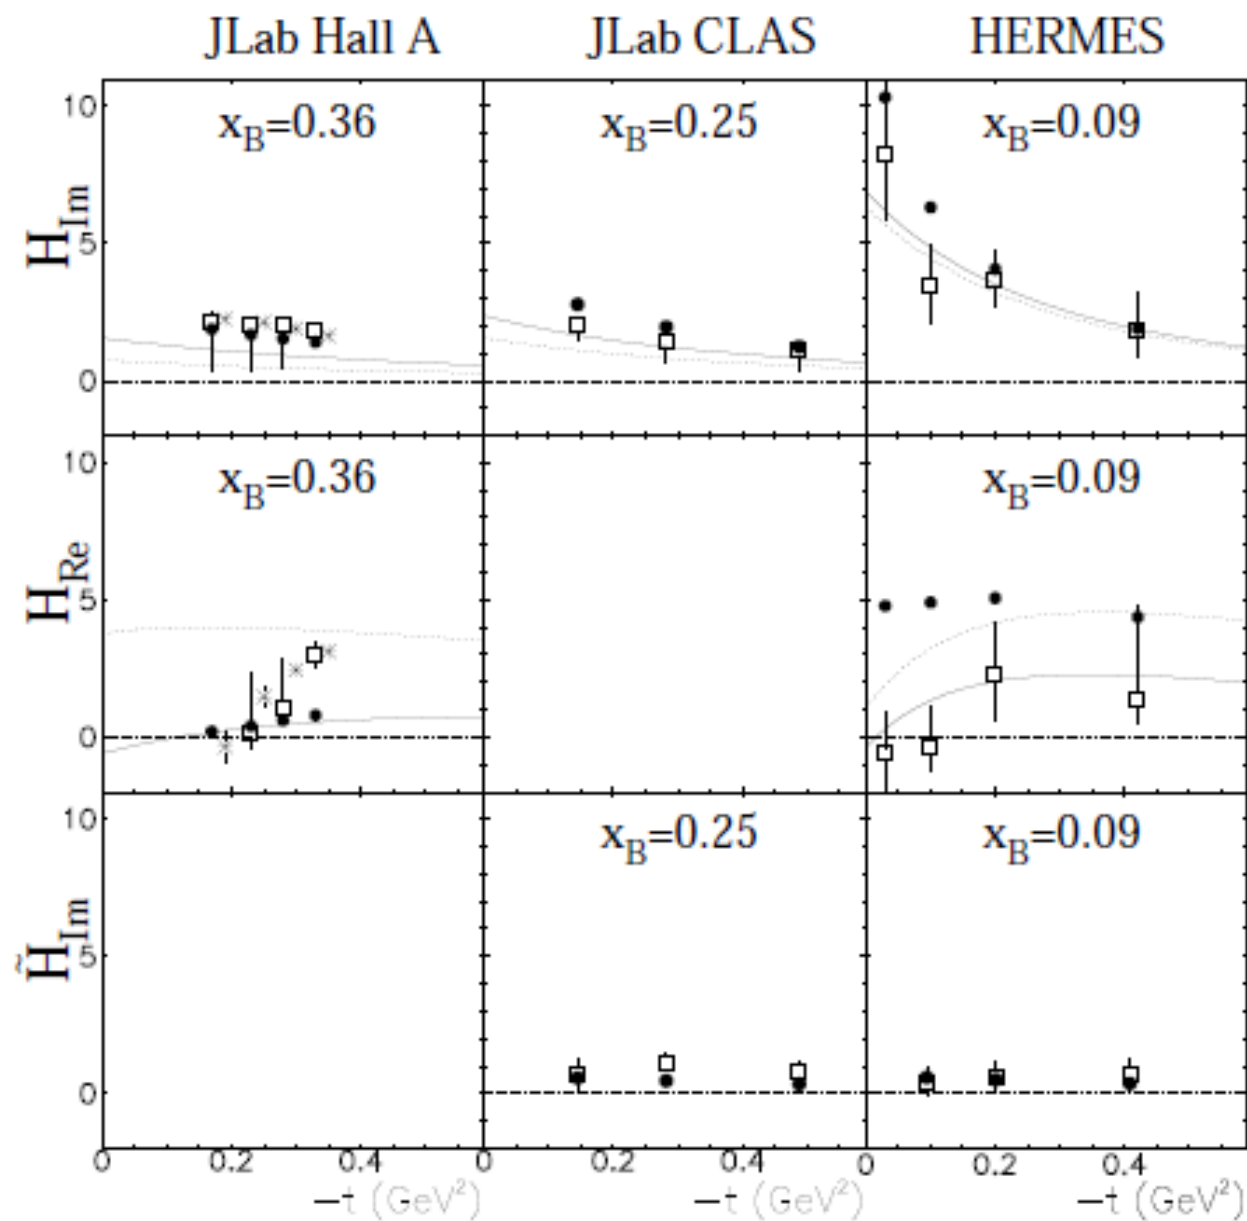 JLab Hall A JLab CLAS HERMES
H_Im 10 5 0 x_B=0.36 x_B=0.25 x_B=0.09
H_Re 10 5 0 x_B=0.36 x_B=0.09
H̃_Im 10 5 0 x_B=0.25 x_B=0.09
0 0.2 0.4 0 0.2 0.4 0 0.2 0.4
−t (GeV²) −t (GeV²) −t (GeV²)